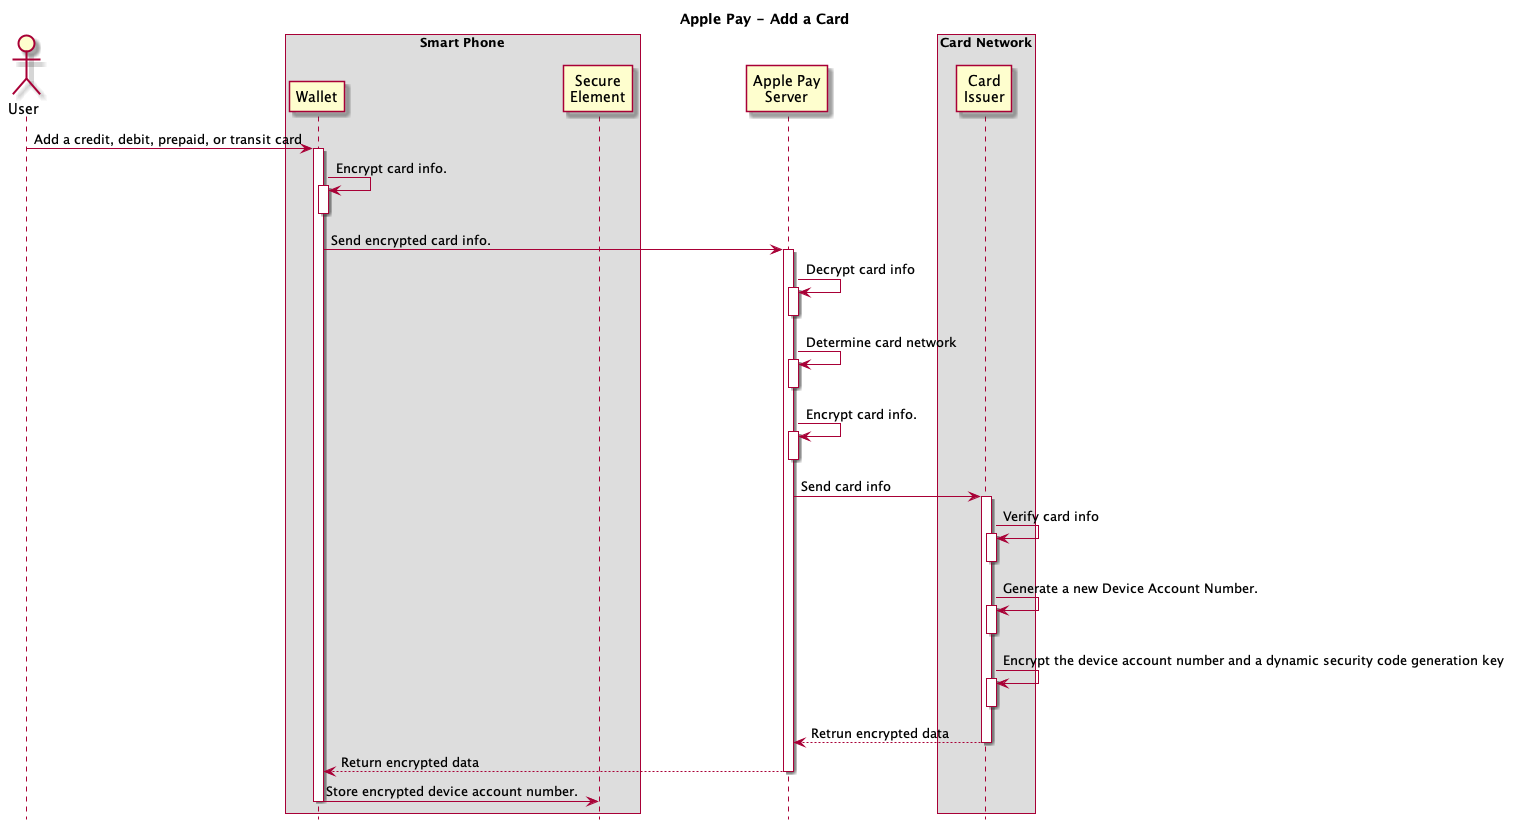 Apple Pay - Add a Card
Smart Phone
Card Network
User
Wallet
Secure
Element
Apple Pay
Server
Card
Issuer
Add a credit, debit, prepaid, or transit card
Encrypt card info.
Send encrypted card info.
Decrypt card info
Determine card network
Encrypt card info.
Send card info
Verify card info
Generate a new Device Account Number.
Encrypt the device account number and a dynamic security code generation key
Retrun encrypted data
Return encrypted data
Store encrypted device account number.